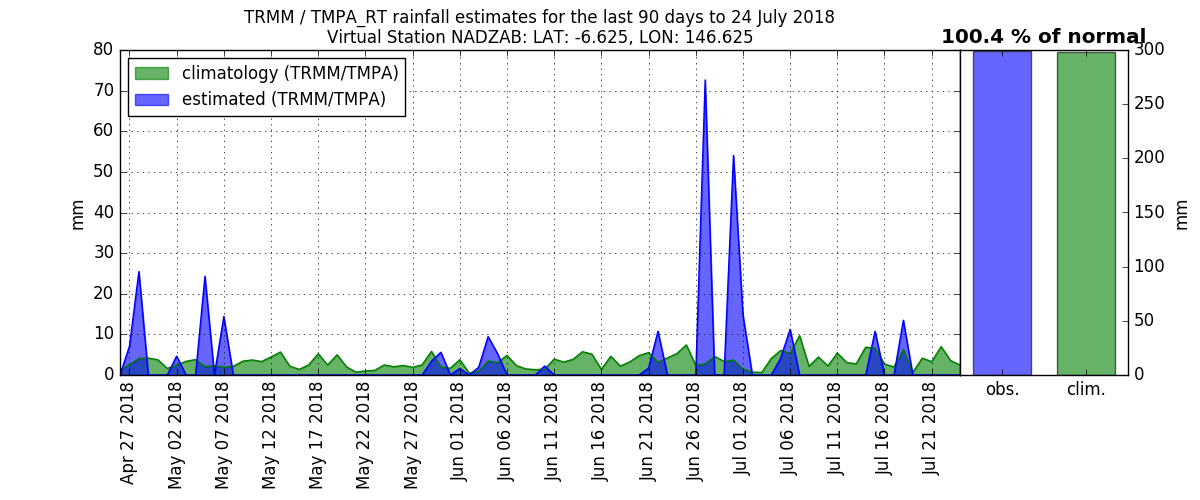 TRMM / TMPA_RT rainfall estimates for the last 90 days to 24 July 2018
Virtual Station NADZAB: LAT: -6.625, LON: 146.625
100.4 % of normal
climatology (TRMM/TMPA)
estimated (TRMM/TMPA)
mm
80
70
60
50
40
30
20
10
0
Apr 27 2018
May 02 2018
May 07 2018
May 12 2018
May 17 2018
May 22 2018
May 27 2018
Jun 01 2018
Jun 06 2018
Jun 11 2018
Jun 16 2018
Jun 21 2018
Jun 26 2018
Jul 01 2018
Jul 06 2018
Jul 11 2018
Jul 16 2018
Jul 21 2018
300
250
200
150
100
50
0
mm
obs.
clim.